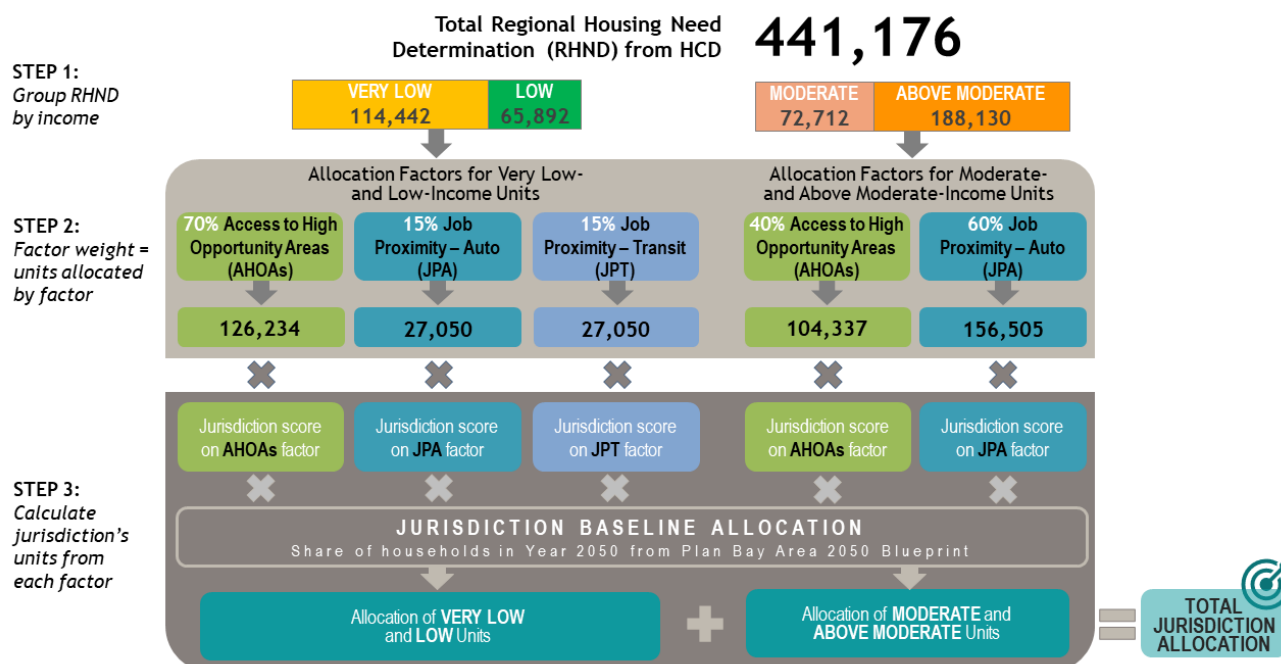 Total Regional Housing Need
Determination (RHND) from HCD
441,176
STEP 1:
Group RHND
by income
VERY LOW
114,442
LOW
65,892
MODERATE
72,712
ABOVE MODERATE
188,130
STEP 2:
Factor weight =
units allocated
by factor
Allocation Factors for Very Low-
and Low-Income Units
70% Access to High
Opportunity Areas
(AHOAs)
126,234
15% Job
Proximity – Auto
(JPA)
27,050
15% Job
Proximity – Transit
(JPT)
27,050
Allocation Factors for Moderate-
and Above Moderate-Income Units
40% Access to High
Opportunity Areas
(AHOAs)
104,337
60% Job
Proximity – Auto
(JPA)
156,505
STEP 3:
Calculate
jurisdiction's
units from
each factor
Jurisdiction score
on AHOAs factor
Jurisdiction score
on JPA factor
Jurisdiction score
on JPT factor
Jurisdiction score
on AHOAs factor
Jurisdiction score
on JPA factor
JURISDICTION BASELINE ALLOCATION
Share of households in Year 2050 from Plan Bay Area 2050 Blueprint
Allocation of VERY LOW
and LOW Units
Allocation of MODERATE and
ABOVE MODERATE Units
TOTAL
JURISDICTION
ALLOCATION